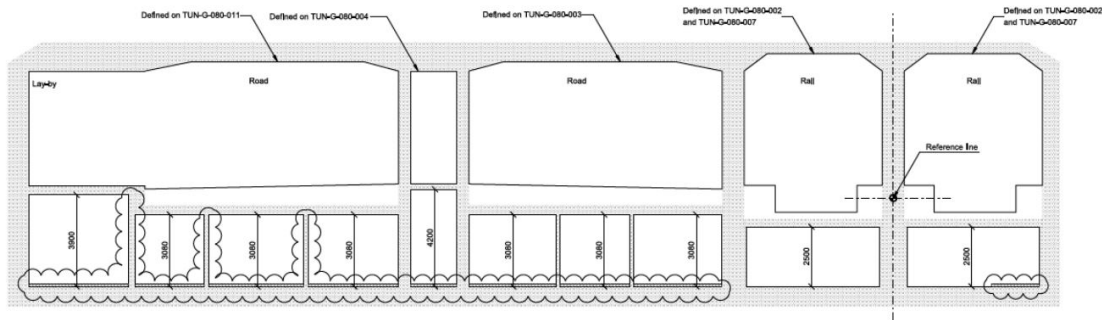 Defined on TUN-G-080-011
Defined on TUN-G-080-004
Defined on TUN-G-080-003
Defined on TUN-G-080-002
and TUN-G-080-007
Defined on TUN-G-080-002
and TUN-G-080-007
Lay-by
Road
Road
Rail
Rail
Reference line
3900
3080
3080
3080
4200
3080
3080
3080
2500
2500